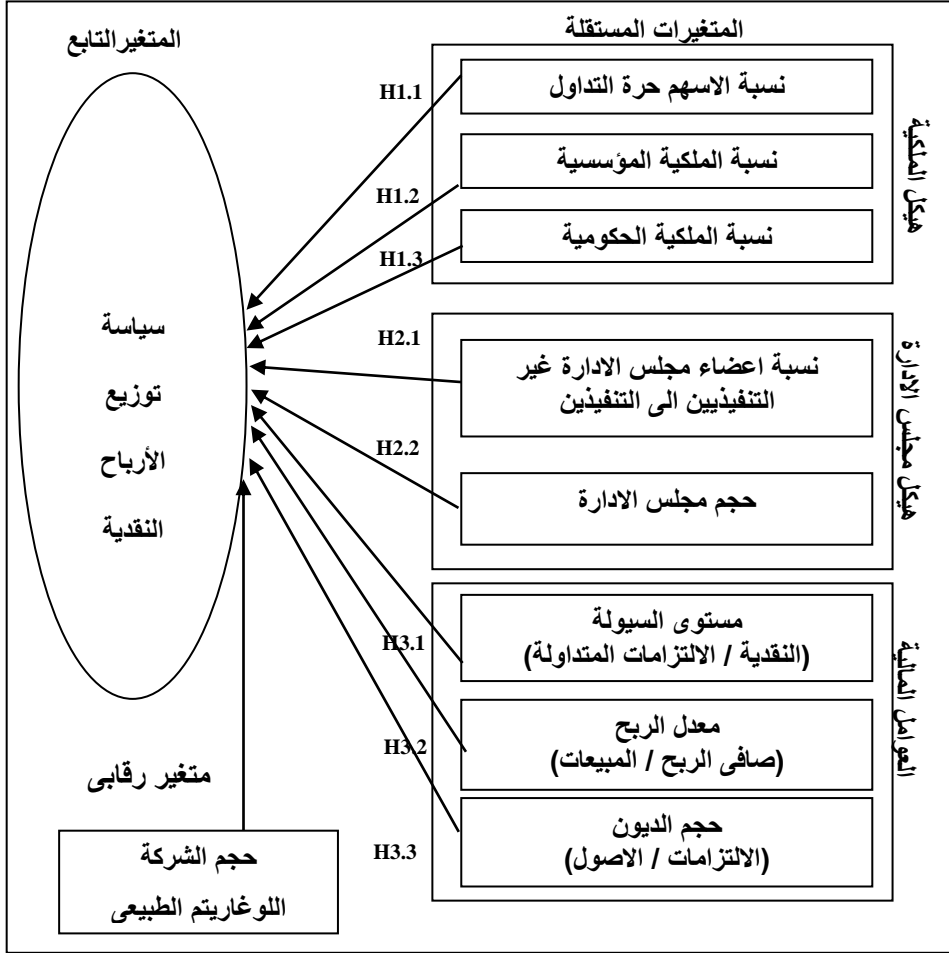 المتغيرات المستقلة
هيكل الملكية
نسبة الاسهم حرة التداول
نسبة الملكية المؤسسية
نسبة الملكية الحكومية
هيكل مجلس الادارة
نسبة اعضاء مجلس الادارة غير
التنفيذيين الى التنفيذين
حجم مجلس الادارة
العوامل المالية
مستوى السيولة
(النقدية / الالتزامات المتداولة)
معدل الربح
(صافى الربح / المبيعات)
حجم الديون
(الالتزامات / الاصول)
H1.1
H1.2
H1.3
H2.1
H2.2
H3.1
H3.2
H3.3
المتغيرالتابع
سياسة
توزيع
الأرباح
النقدية
متغير رقابى
حجم الشركة
اللوغاريتم الطبيعى